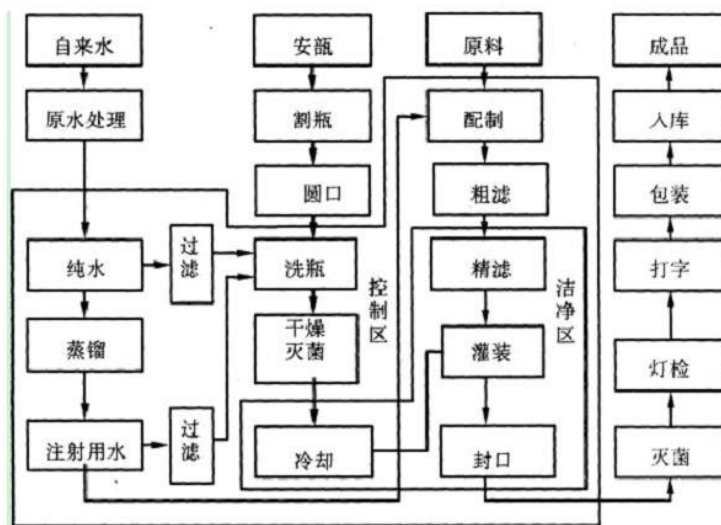 自来水
安瓿
原料
成品
原水处理
割瓶
配制
入库
圆口
粗滤
包装
纯水
过滤
洗瓶
控制区
精滤
洁净区
打字
蒸馏
干燥
灭菌
灌装
灯检
注射用水
过滤
冷却
封口
灭菌